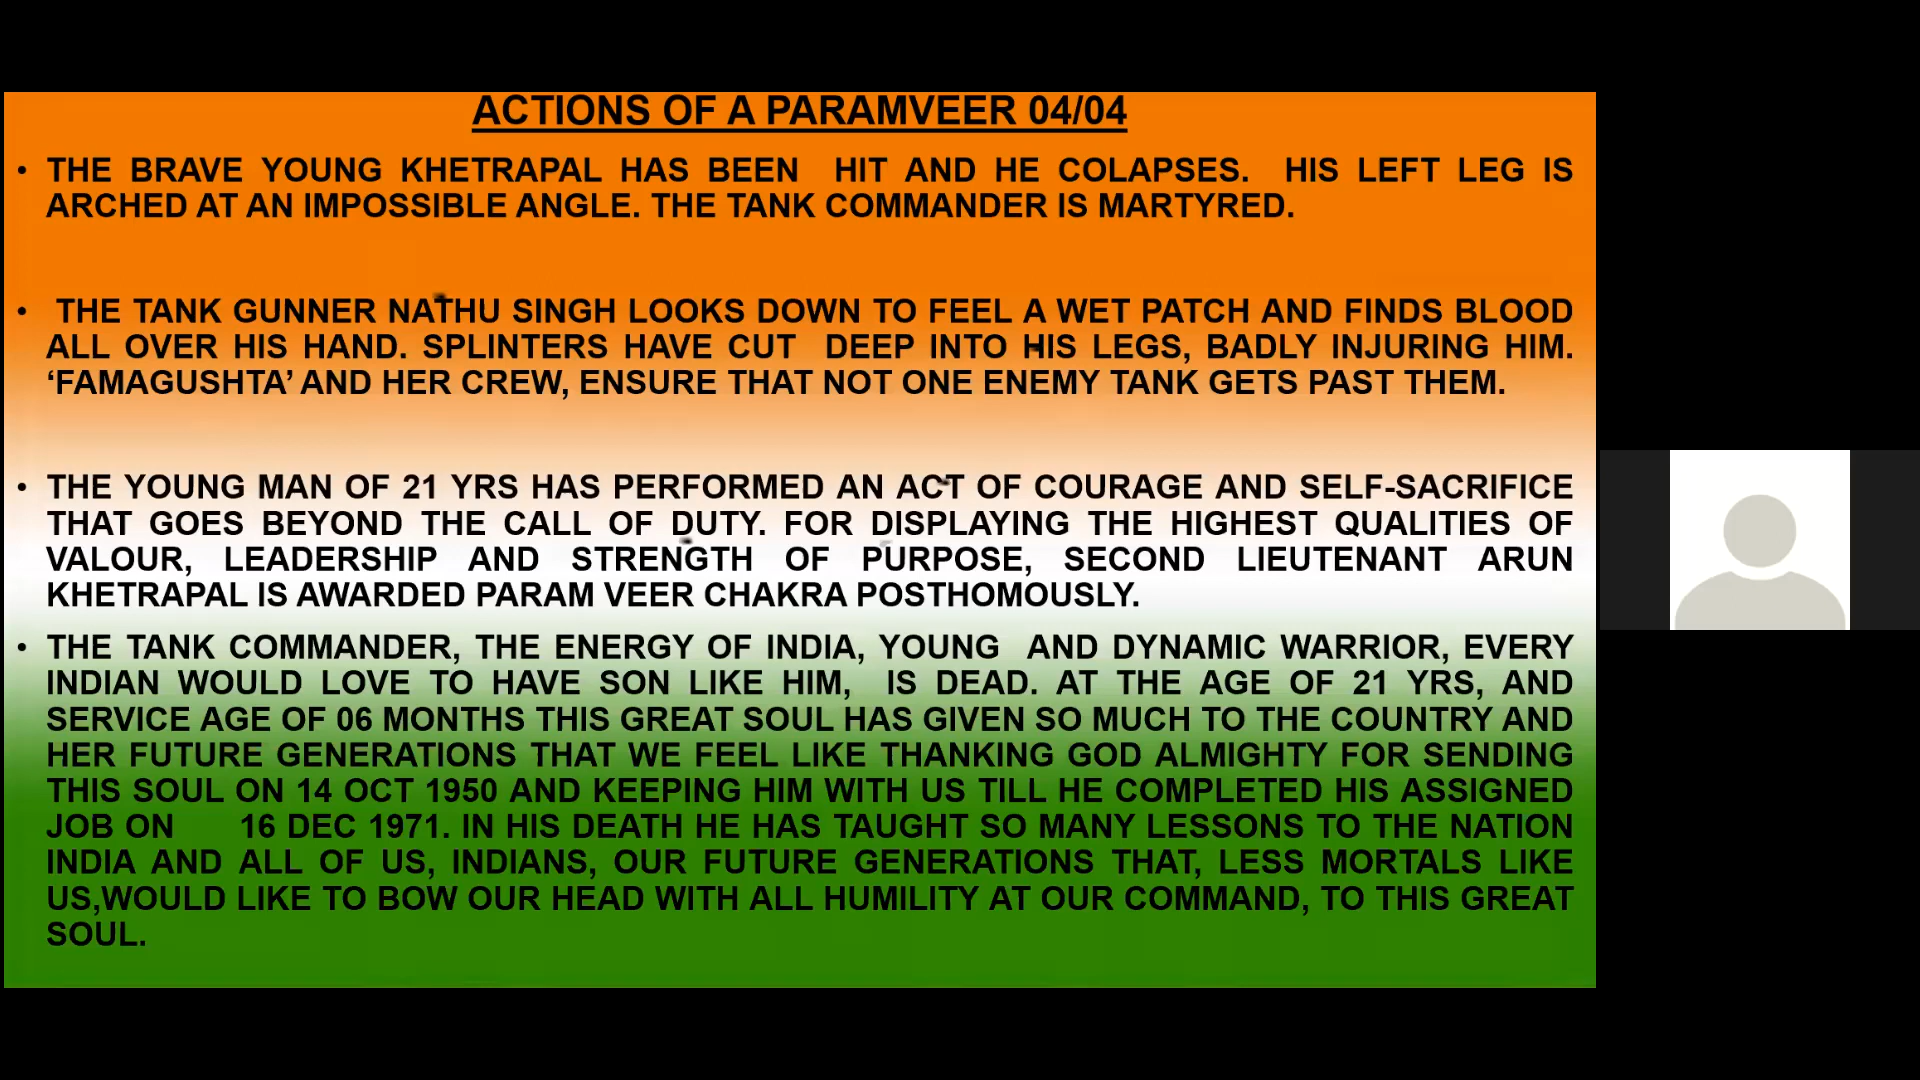 ACTIONS OF A PARAMVEER 04/04
• THE BRAVE YOUNG KHETRAPAL HAS BEEN HIT AND HE COLAPSES. HIS LEFT LEG IS
ARCHED AT AN IMPOSSIBLE ANGLE. THE TANK COMMANDER IS MARTYRED.
• THE TANK GUNNER NATHU SINGH LOOKS DOWN TO FEEL A WET PATCH AND FINDS BLOOD
ALL OVER HIS HAND. SPLINTERS HAVE CUT DEEP INTO HIS LEGS, BADLY INJURING HIM.
‘FAMAGUSHTA’ AND HER CREW, ENSURE THAT NOT ONE ENEMY TANK GETS PAST THEM.
• THE YOUNG MAN OF 21 YRS HAS PERFORMED AN ACT OF COURAGE AND SELF-SACRIFICE
THAT GOES BEYOND THE CALL OF DUTY. FOR DISPLAYING THE HIGHEST QUALITIES OF
VALOUR, LEADERSHIP AND STRENGTH OF PURPOSE, SECOND LIEUTENANT ARUN
KHETRAPAL IS AWARDED PARAM VEER CHAKRA POSTHOMOUSLY.
• THE TANK COMMANDER, THE ENERGY OF INDIA, YOUNG AND DYNAMIC WARRIOR, EVERY
INDIAN WOULD LOVE TO HAVE SON LIKE HIM, IS DEAD. AT THE AGE OF 21 YRS, AND
SERVICE AGE OF 06 MONTHS THIS GREAT SOUL HAS GIVEN SO MUCH TO THE COUNTRY AND
HER FUTURE GENERATIONS THAT WE FEEL LIKE THANKING GOD ALMIGHTY FOR SENDING
THIS SOUL ON 14 OCT 1950 AND KEEPING HIM WITH US TILL HE COMPLETED HIS ASSIGNED
JOB ON 16 DEC 1971. IN HIS DEATH HE HAS TAUGHT SO MANY LESSONS TO THE NATION
INDIA AND ALL OF US, INDIANS, OUR FUTURE GENERATIONS THAT, LESS MORTALS LIKE
US,WOULD LIKE TO BOW OUR HEAD WITH ALL HUMILITY AT OUR COMMAND, TO THIS GREAT
SOUL.